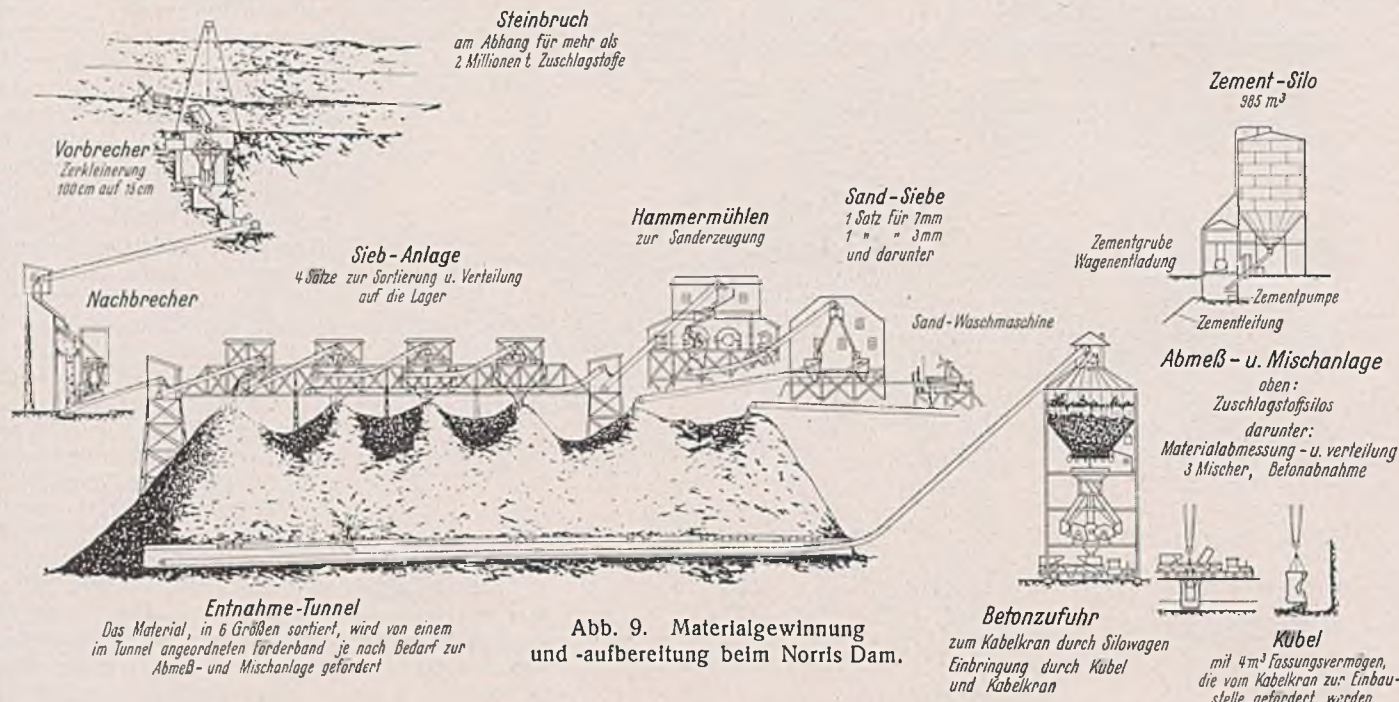 Steinbruch
am Abhang für mehr als
2 Millionen t Zuschlagstoffe
Vorbrecher
Zerkleinerung
100cm auf 15cm
Nachbrecher
Sieb-Anlage
4 Sätze zur Sortierung u. Verteilung
auf die Lager
Hammermühlen
zur Sanderzeugung
Sand-Siebe
1 Satz für 7mm
1 " " 3mm
und darunter
Sand-Waschmaschine
Zement-Silo
985 m³
Zementgrube
Wagenentladung
Zementpumpe
Zementleitung
Abmeß- u. Mischanlage
oben:
Zuschlagstoffsilos
darunter:
Materialabmessung - u. verteilung
3 Mischer, Betonabnahme
Entnahme-Tunnel
Das Material, in 6 Größen sortiert, wird von einem
im Tunnel angeordneten Förderband je nach Bedarf zur
Abmeß- und Mischanlage gefördert
Abb. 9. Materialgewinnung
und -aufbereitung beim Norris Dam.
Betonzufuhr
zum Kabelkran durch Silowagen
Einbringung durch Kübel
und Kabelkran
Kübel
mit 4m³ Fassungsvermögen,
die vom Kabelkran zur Einbau-
stelle gefördert werden